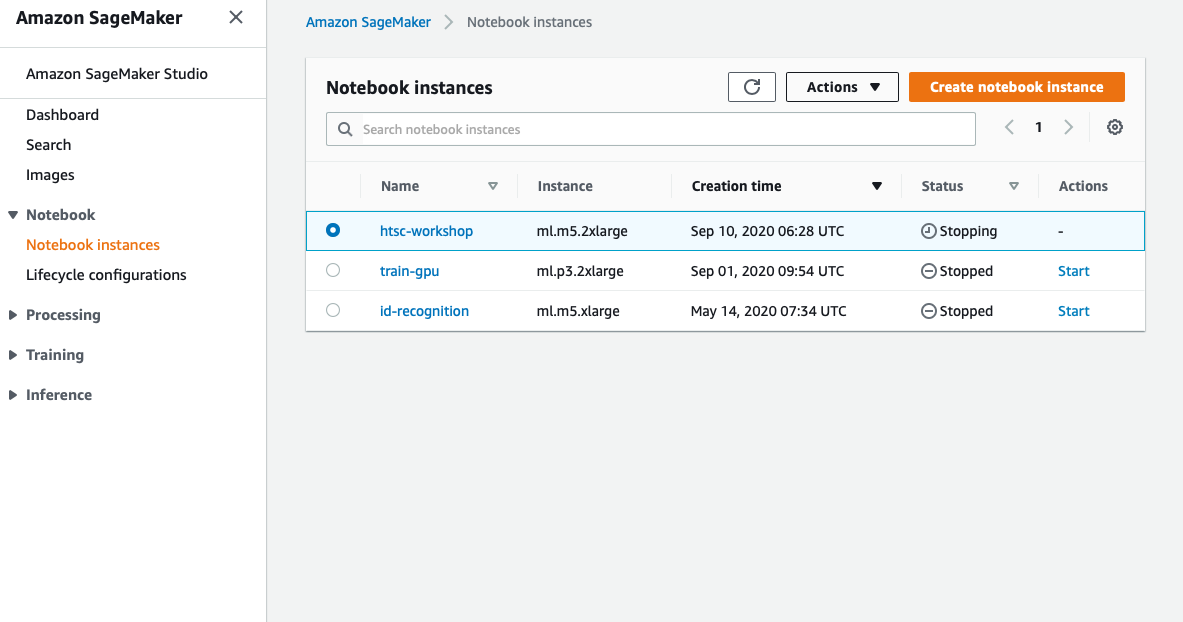 Amazon SageMaker
Amazon SageMaker Studio
Dashboard
Search
Images
Notebook
Notebook instances
Lifecycle configurations
Processing
Training
Inference
Amazon SageMaker Notebook instances
Notebook instances Actions Create notebook instance
Search notebook instances 1
Name Instance Creation time Status Actions
htsc-workshop ml.m5.2xlarge Sep 10, 2020 06:28 UTC Stopping -
train-gpu ml.p3.2xlarge Sep 01, 2020 09:54 UTC Stopped Start
id-recognition ml.m5.xlarge May 14, 2020 07:34 UTC Stopped Start